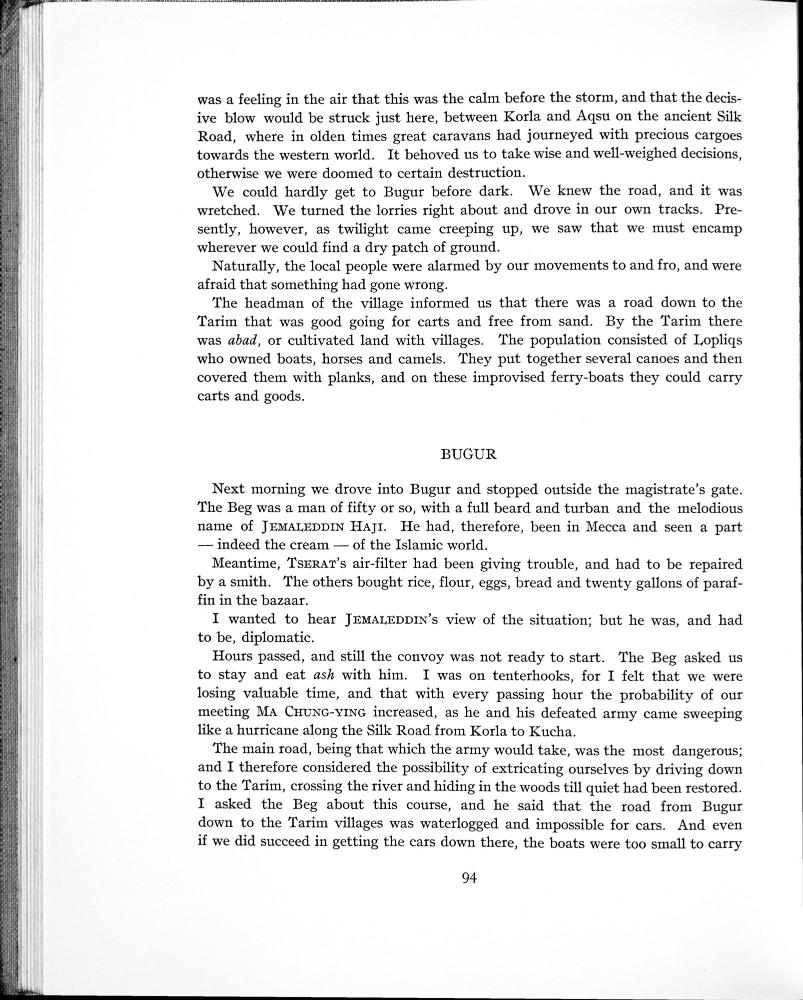 was a feeling in the air that this was the calm before the storm, and that the decis-
ive blow would be struck just here, between Korla and Aqsu on the ancient Silk
Road, where in olden times great caravans had journeyed with precious cargoes
towards the western world. It behoved us to take wise and well-weighed decisions,
otherwise we were doomed to certain destruction.
We could hardly get to Bugur before dark. We knew the road, and it was
wretched. We turned the lorries right about and drove in our own tracks. Pre-
sently, however, as twilight came creeping up, we saw that we must encamp
wherever we could find a dry patch of ground.
Naturally, the local people were alarmed by our movements to and fro, and were
afraid that something had gone wrong.
The headman of the village informed us that there was a road down to the
Tarim that was good going for carts and free from sand. By the Tarim there
was abad, or cultivated land with villages. The population consisted of Lopliqs
who owned boats, horses and camels. They put together several canoes and then
covered them with planks, and on these improvised ferry-boats they could carry
carts and goods.
BUGUR
Next morning we drove into Bugur and stopped outside the magistrate's gate.
The Beg was a man of fifty or so, with a full beard and turban and the melodious
name of JEMALEDDIN HAJI. He had, therefore, been in Mecca and seen a part
— indeed the cream — of the Islamic world.
Meantime, TSERAT's air-filter had been giving trouble, and had to be repaired
by a smith. The others bought rice, flour, eggs, bread and twenty gallons of paraf-
fin in the bazaar.
I wanted to hear JEMALEDDIN's view of the situation; but he was, and had
to be, diplomatic.
Hours passed, and still the convoy was not ready to start. The Beg asked us
to stay and eat ash with him. I was on tenterhooks, for I felt that we were
losing valuable time, and that with every passing hour the probability of our
meeting MA CHUNG-YING increased, as he and his defeated army came sweeping
like a hurricane along the Silk Road from Korla to Kucha.
The main road, being that which the army would take, was the most dangerous;
and I therefore considered the possibility of extricating ourselves by driving down
to the Tarim, crossing the river and hiding in the woods till quiet had been restored.
I asked the Beg about this course, and he said that the road from Bugur
down to the Tarim villages was waterlogged and impossible for cars. And even
if we did succeed in getting the cars down there, the boats were too small to carry
94